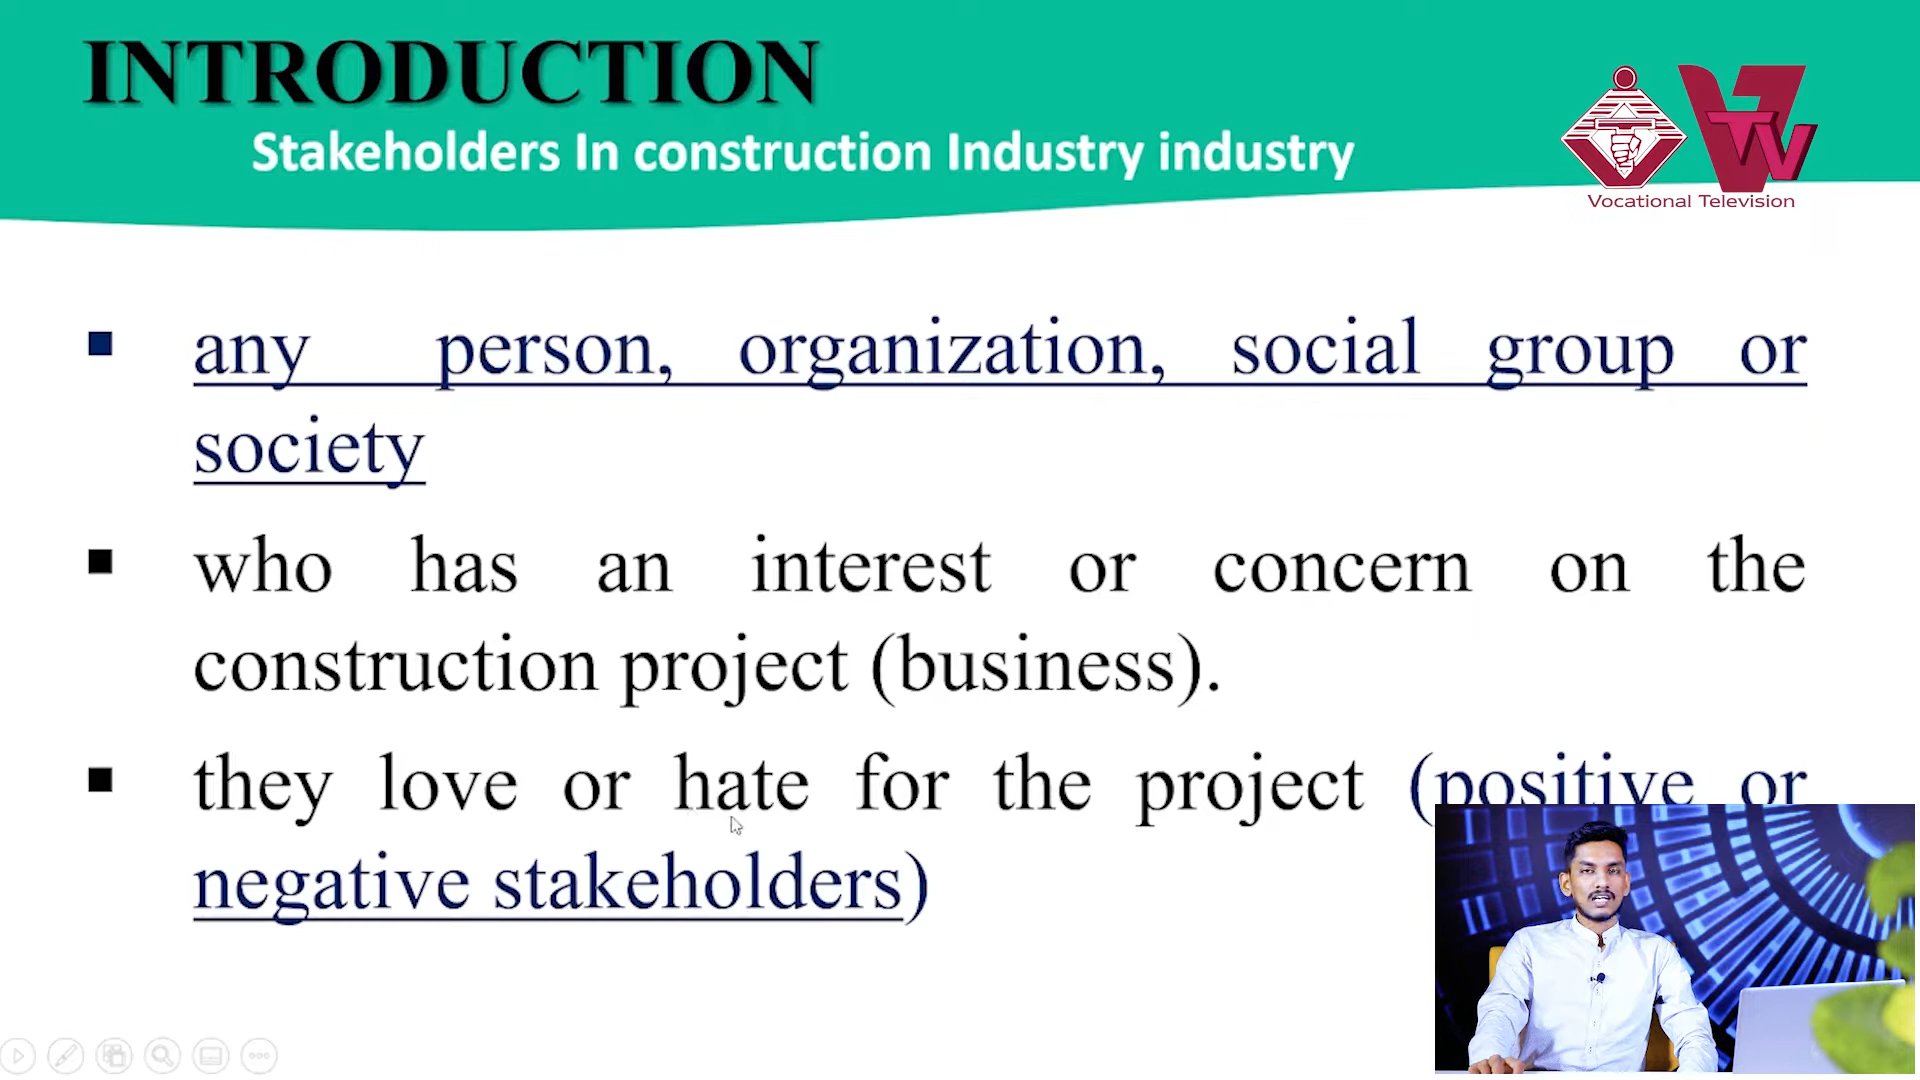 INTRODUCTION
Stakeholders In construction Industry industry
VTV
Vocational Television
▪ any person, organization, social group or
society
▪ who has an interest or concern on the
construction project (business).
▪ they love or hate for the project (positive or
negative stakeholders)